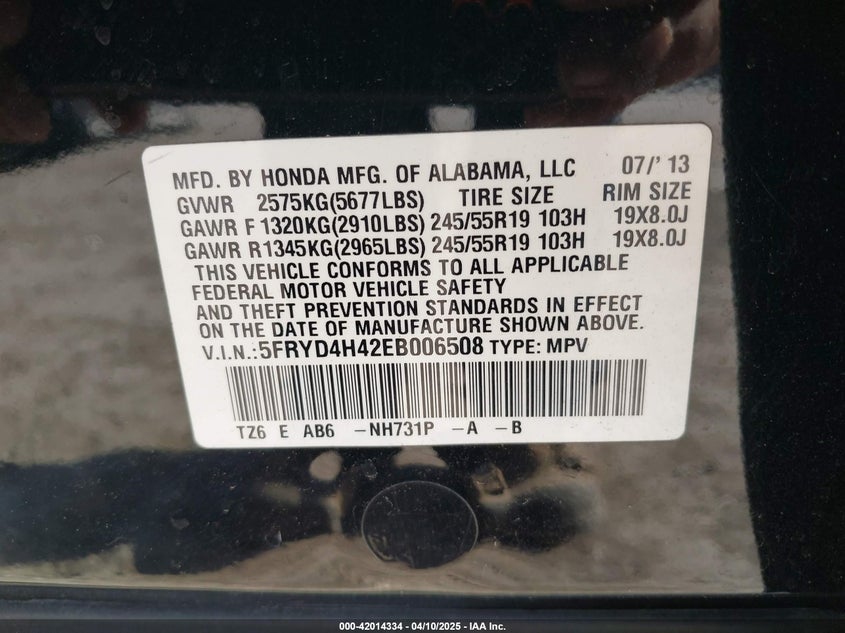 MFD. BY HONDA MFG. OF ALABAMA, LLC 07/' 13
GVWR 2575KG(5677LBS) TIRE SIZE RIM SIZE
GAWR F 1320KG(2910LBS) 245/55R19 103H 19X8.0J
GAWR R1345KG(2965LBS) 245/55R19 103H 19X8.0J
THIS VEHICLE CONFORMS TO ALL APPLICABLE
FEDERAL MOTOR VEHICLE SAFETY
AND THEFT PREVENTION STANDARDS IN EFFECT
ON THE DATE OF MANUFACTURE SHOWN ABOVE.
V.I.N.: 5FRYD4H42EB006508 TYPE: MPV
TZ6 E AB6 -NH731P -A -B
000-42014334 - 04/10/2025 - IAA Inc.